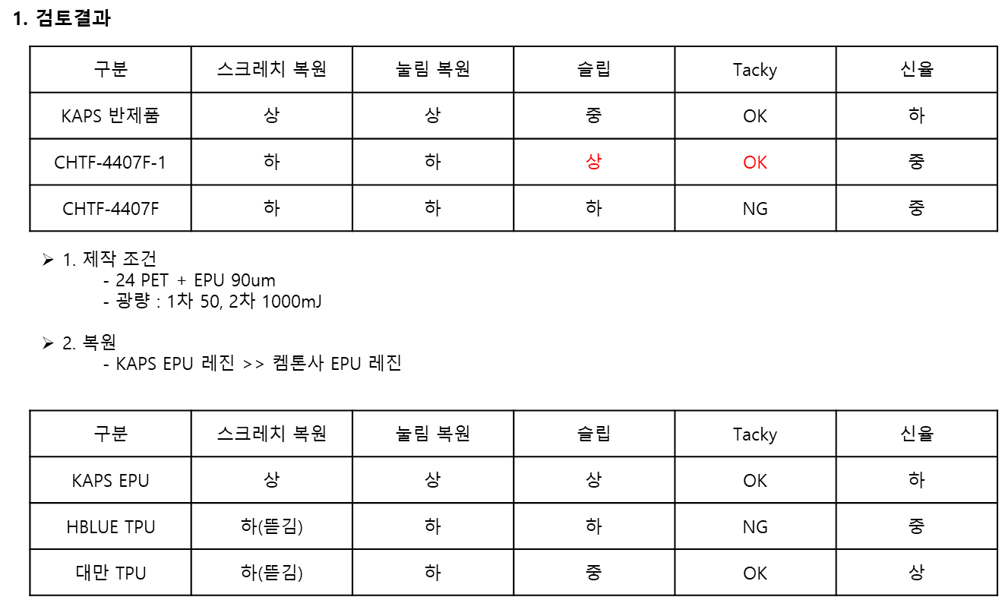 1. 검토결과
구분 스크레치 복원 눌림 복원 슬립 Tacky 신율
KAPS 반제품 상 상 중 OK 하
CHTF-4407F-1 하 하 상 OK 중
CHTF-4407F 하 하 하 NG 중
➢ 1. 제작 조건
- 24 PET + EPU 90um
- 광량 : 1차 50, 2차 1000mJ
➢ 2. 복원
- KAPS EPU 레진 >> 켐톤사 EPU 레진
구분 스크레치 복원 눌림 복원 슬립 Tacky 신율
KAPS EPU 상 상 상 OK 하
HBLUE TPU 하(뜯김) 하 하 NG 중
대만 TPU 하(뜯김) 하 중 OK 상